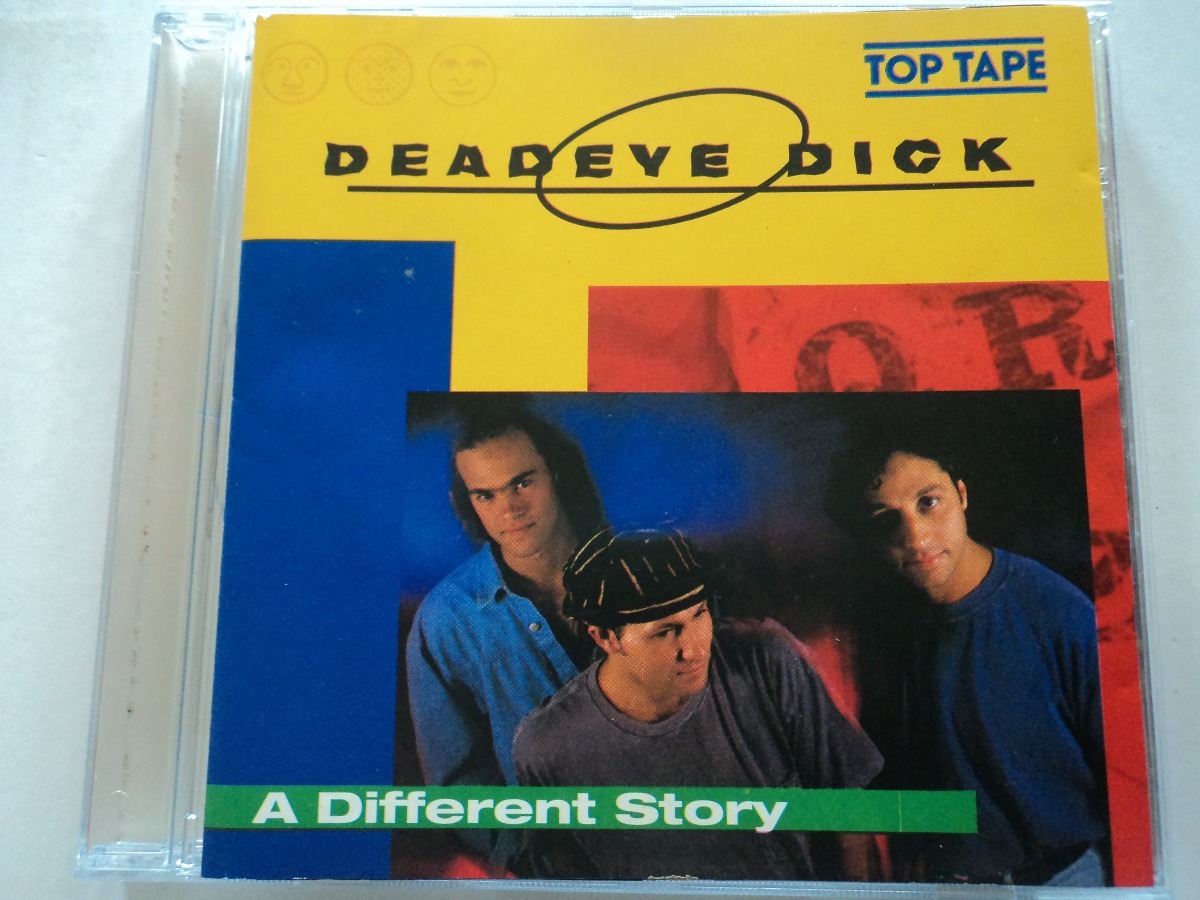 TOP TAPE
DEADEYE DICK
A Different Story